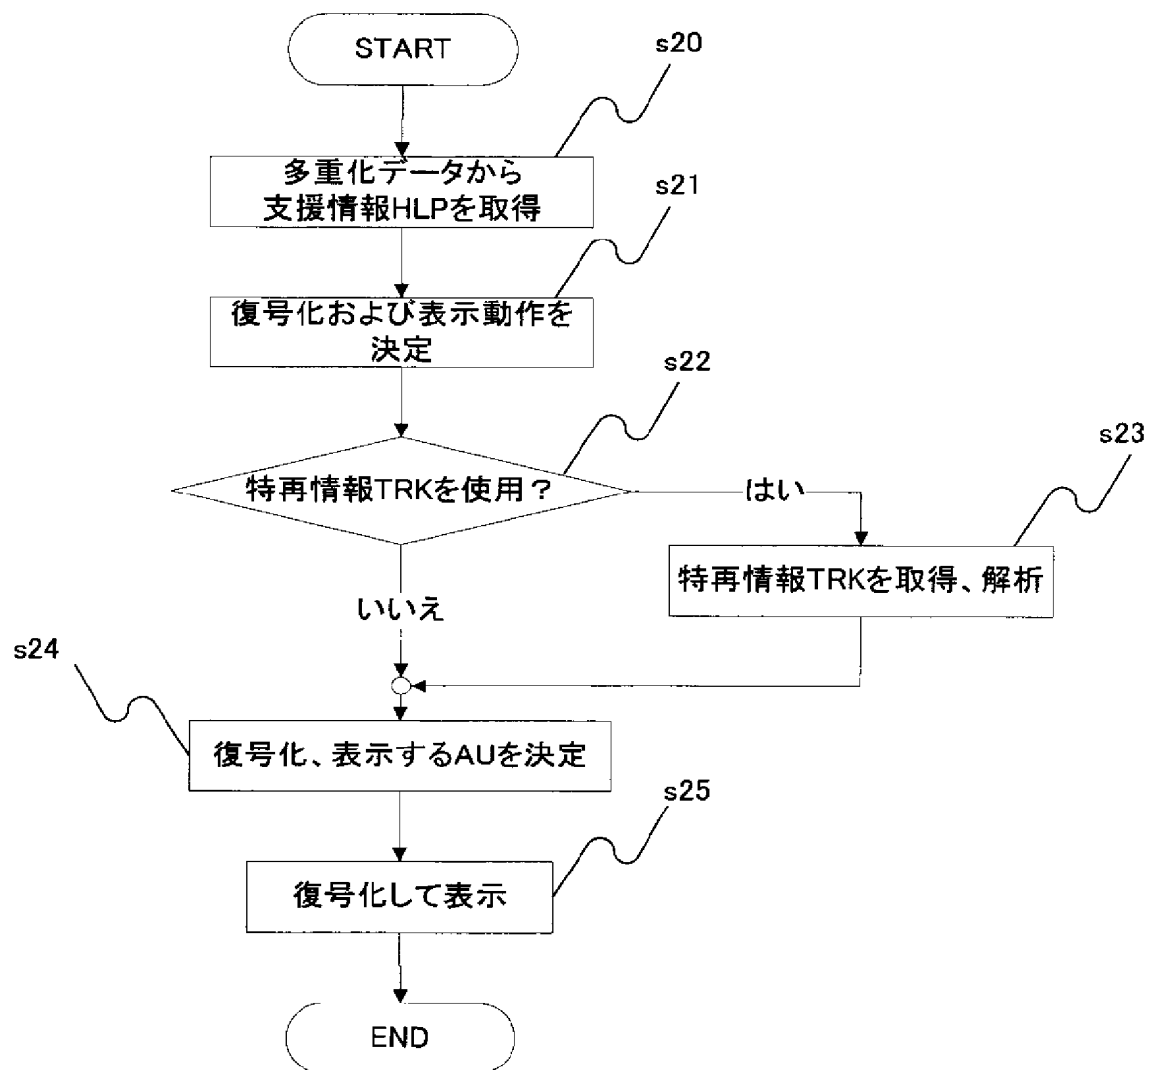 START
s20
多重化データから
支援情報HLPを取得
s21
復号化および表示動作を
決定
s22
特再情報TRKを使用？
はい
s23
特再情報TRKを取得、解析
いいえ
s24
復号化、表示するAUを決定
s25
復号化して表示
END